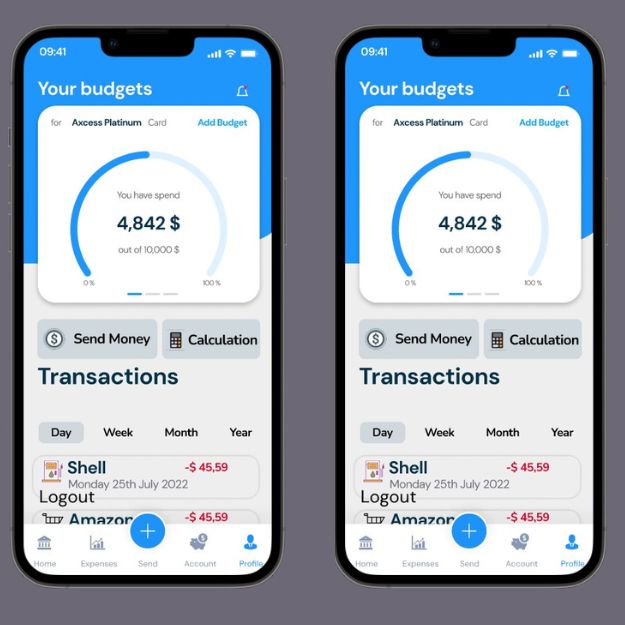 09:41
Your budgets
for Axcess Platinum Card Add Budget
You have spend
4,842 $
out of 10,000 $
0 % 100 %
$ Send Money Calculation
Transactions
Day Week Month Year
Shell -$ 45,59
Monday 25th July 2022
Logout
Amazon -$ 45,59
Home Expenses Send Account Profile
09:41
Your budgets
for Axcess Platinum Card Add Budget
You have spend
4,842 $
out of 10,000 $
0 % 100 %
$ Send Money Calculation
Transactions
Day Week Month Year
Shell -$ 45,59
Monday 25th July 2022
Logout
Amazon -$ 45,59
Home Expenses Send Account Profile